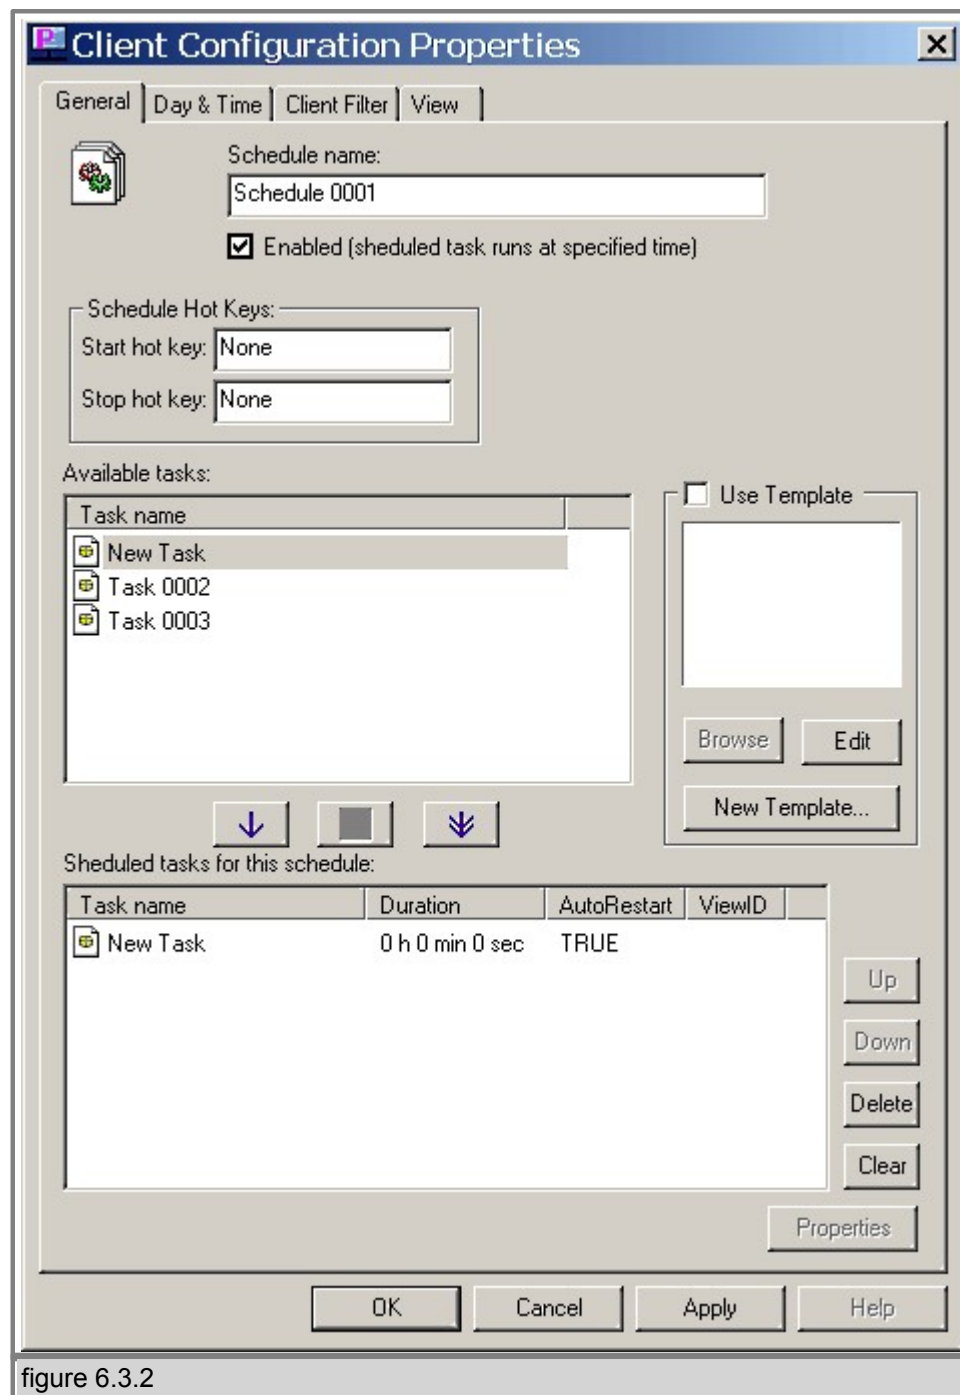 Client Configuration Properties
General Day & Time Client Filter View
Schedule name:
Schedule 0001
Enabled (sheduled task runs at specified time)
Schedule Hot Keys:
Start hot key: None
Stop hot key: None
Available tasks:
Task name
New Task
Task 0002
Task 0003
Use Template
Browse Edit
New Template...
Sheduled tasks for this schedule:
Task name Duration AutoRestart ViewID
New Task 0 h 0 min 0 sec TRUE
Up
Down
Delete
Clear
Properties
OK Cancel Apply Help
figure 6.3.2